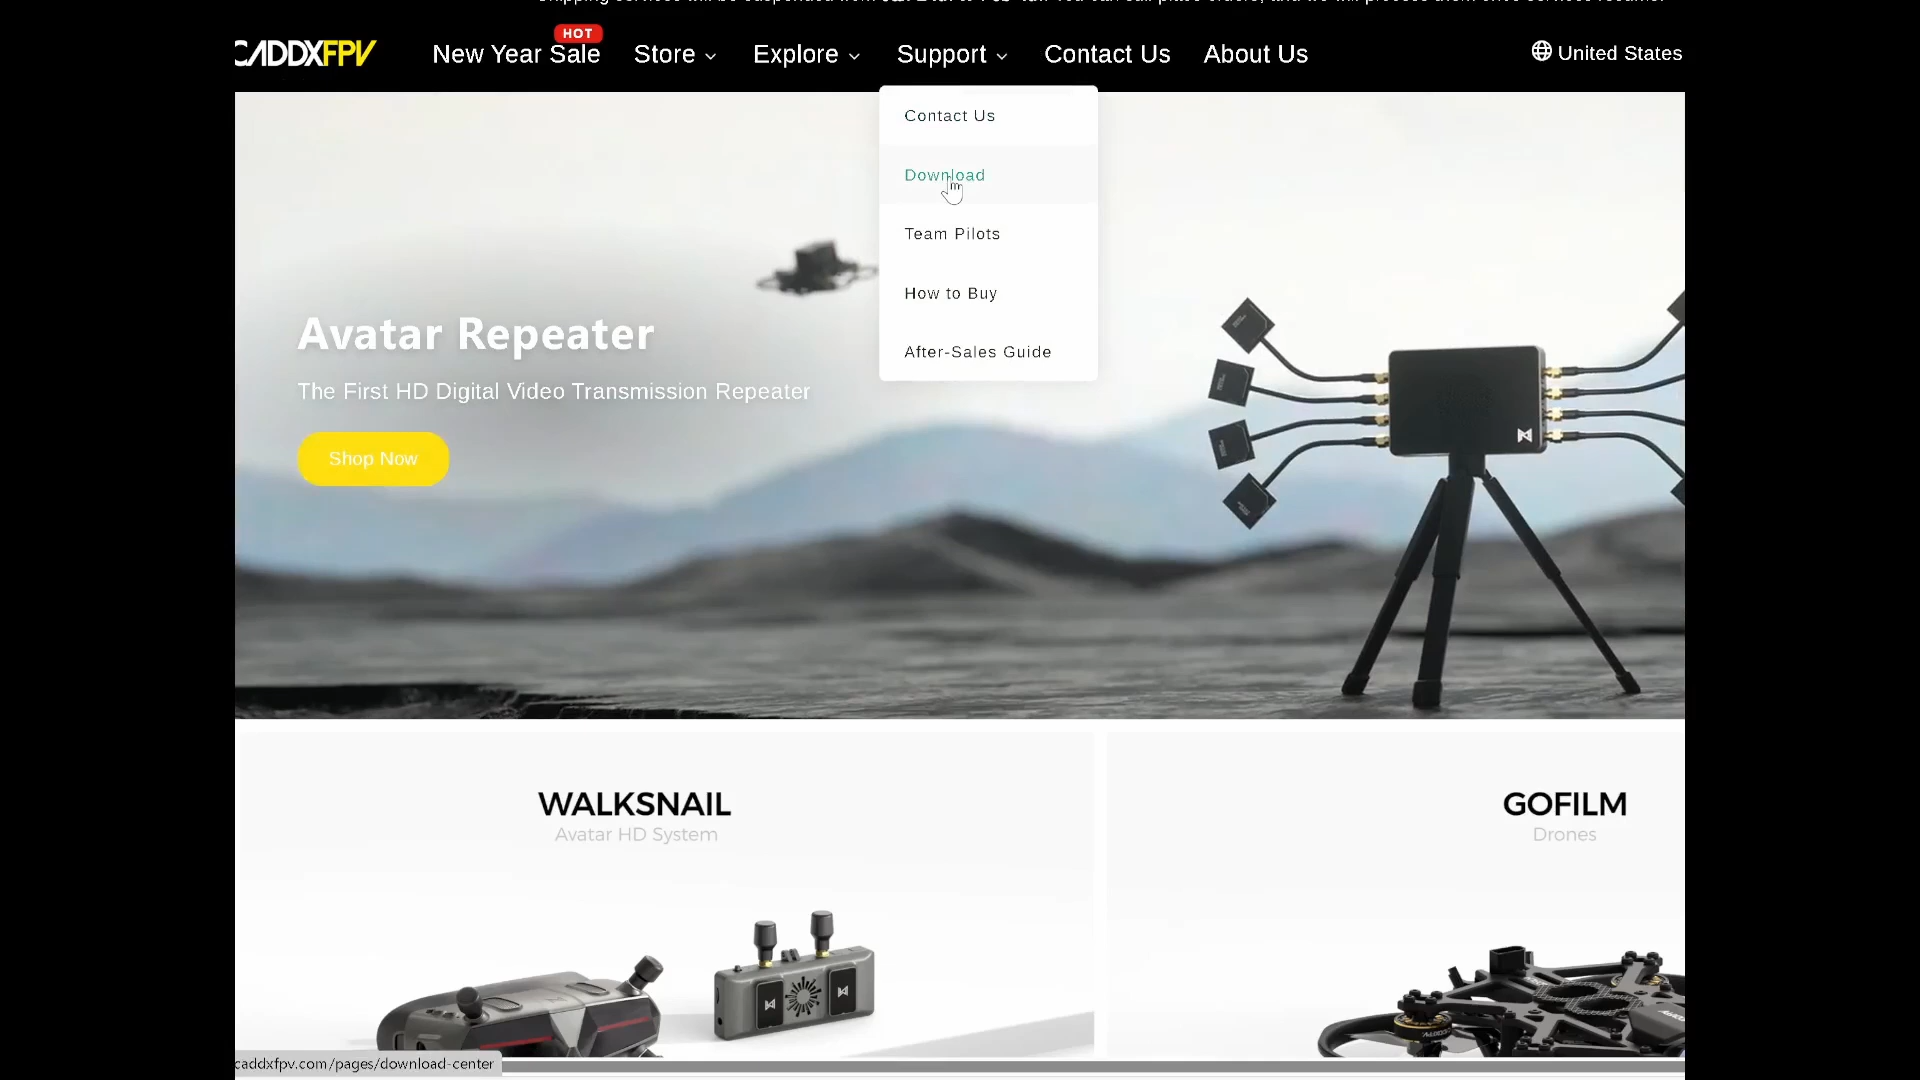 CADDXFPV
New Year Sale
HOT
Store
Explore
Support
Contact Us
About Us
United States
Contact Us
Download
Team Pilots
How to Buy
After-Sales Guide
Avatar Repeater
The First HD Digital Video Transmission Repeater
Shop Now
WALKSNAIL
Avatar HD System
GOFILM
Drones
caddxfpv.com/pages/download-center